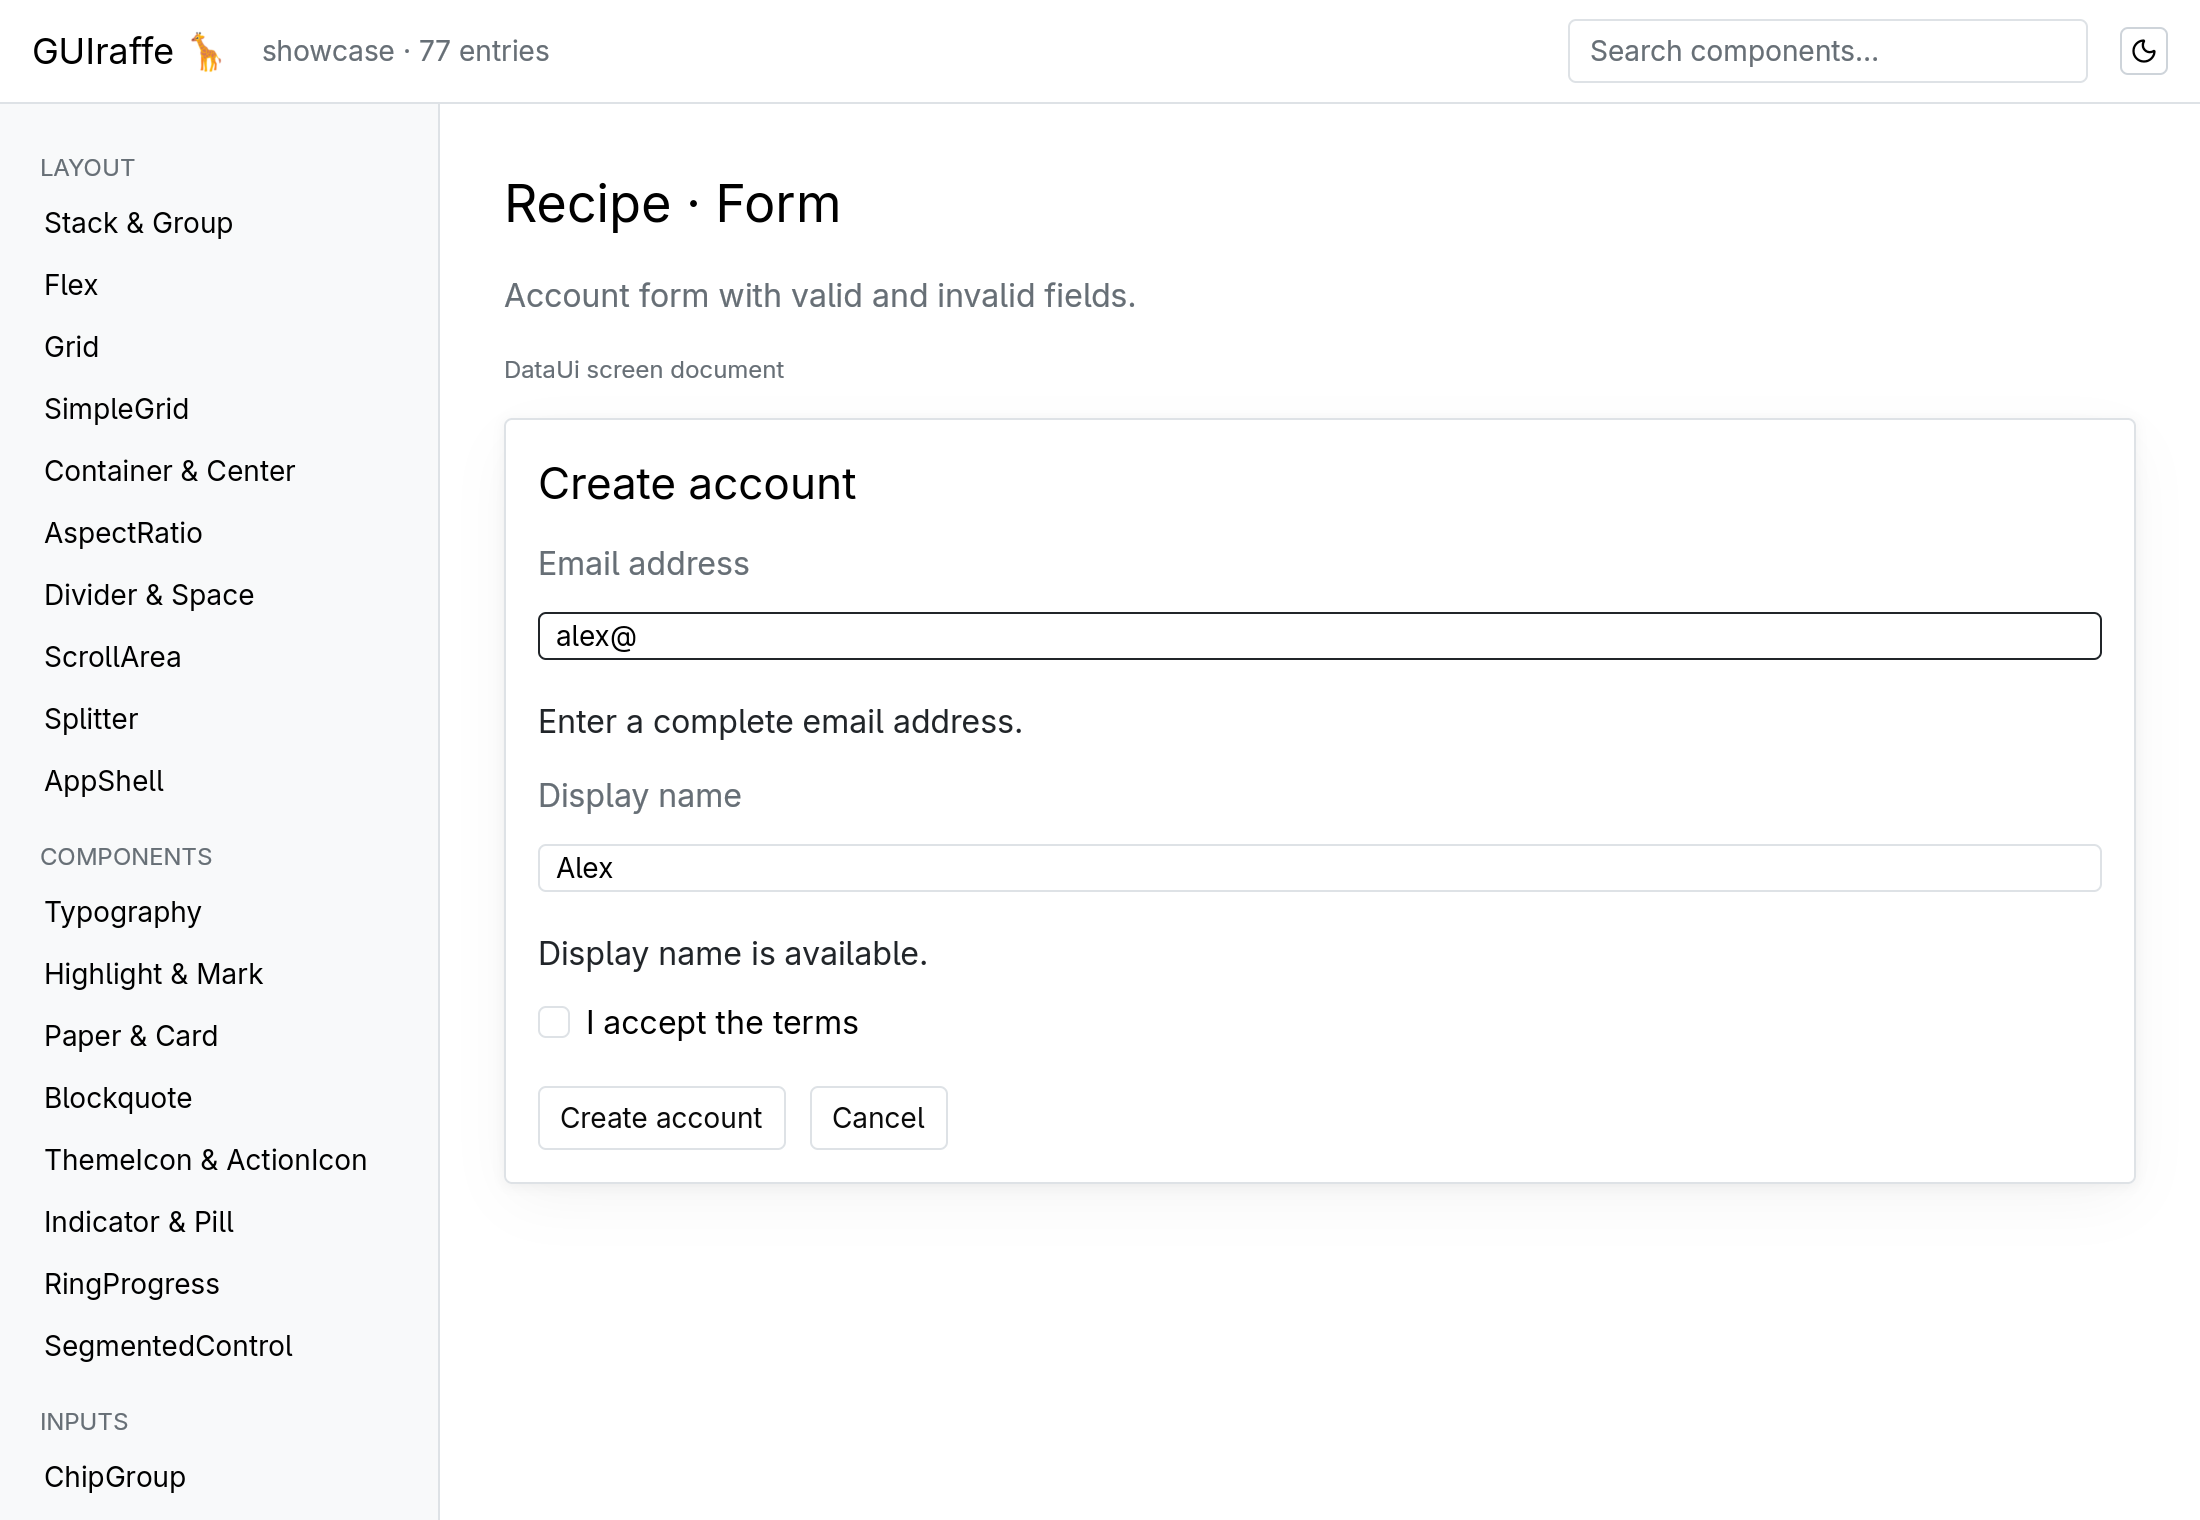 GUIraffe 🦒 showcase · 77 entries
Search components...
LAYOUT
Stack & Group
Flex
Grid
SimpleGrid
Container & Center
AspectRatio
Divider & Space
ScrollArea
Splitter
AppShell
COMPONENTS
Typography
Highlight & Mark
Paper & Card
Blockquote
ThemeIcon & ActionIcon
Indicator & Pill
RingProgress
SegmentedControl
INPUTS
ChipGroup
Recipe · Form
Account form with valid and invalid fields.
DataUi screen document
Create account
Email address
alex@
Enter a complete email address.
Display name
Alex
Display name is available.
I accept the terms
Create account
Cancel